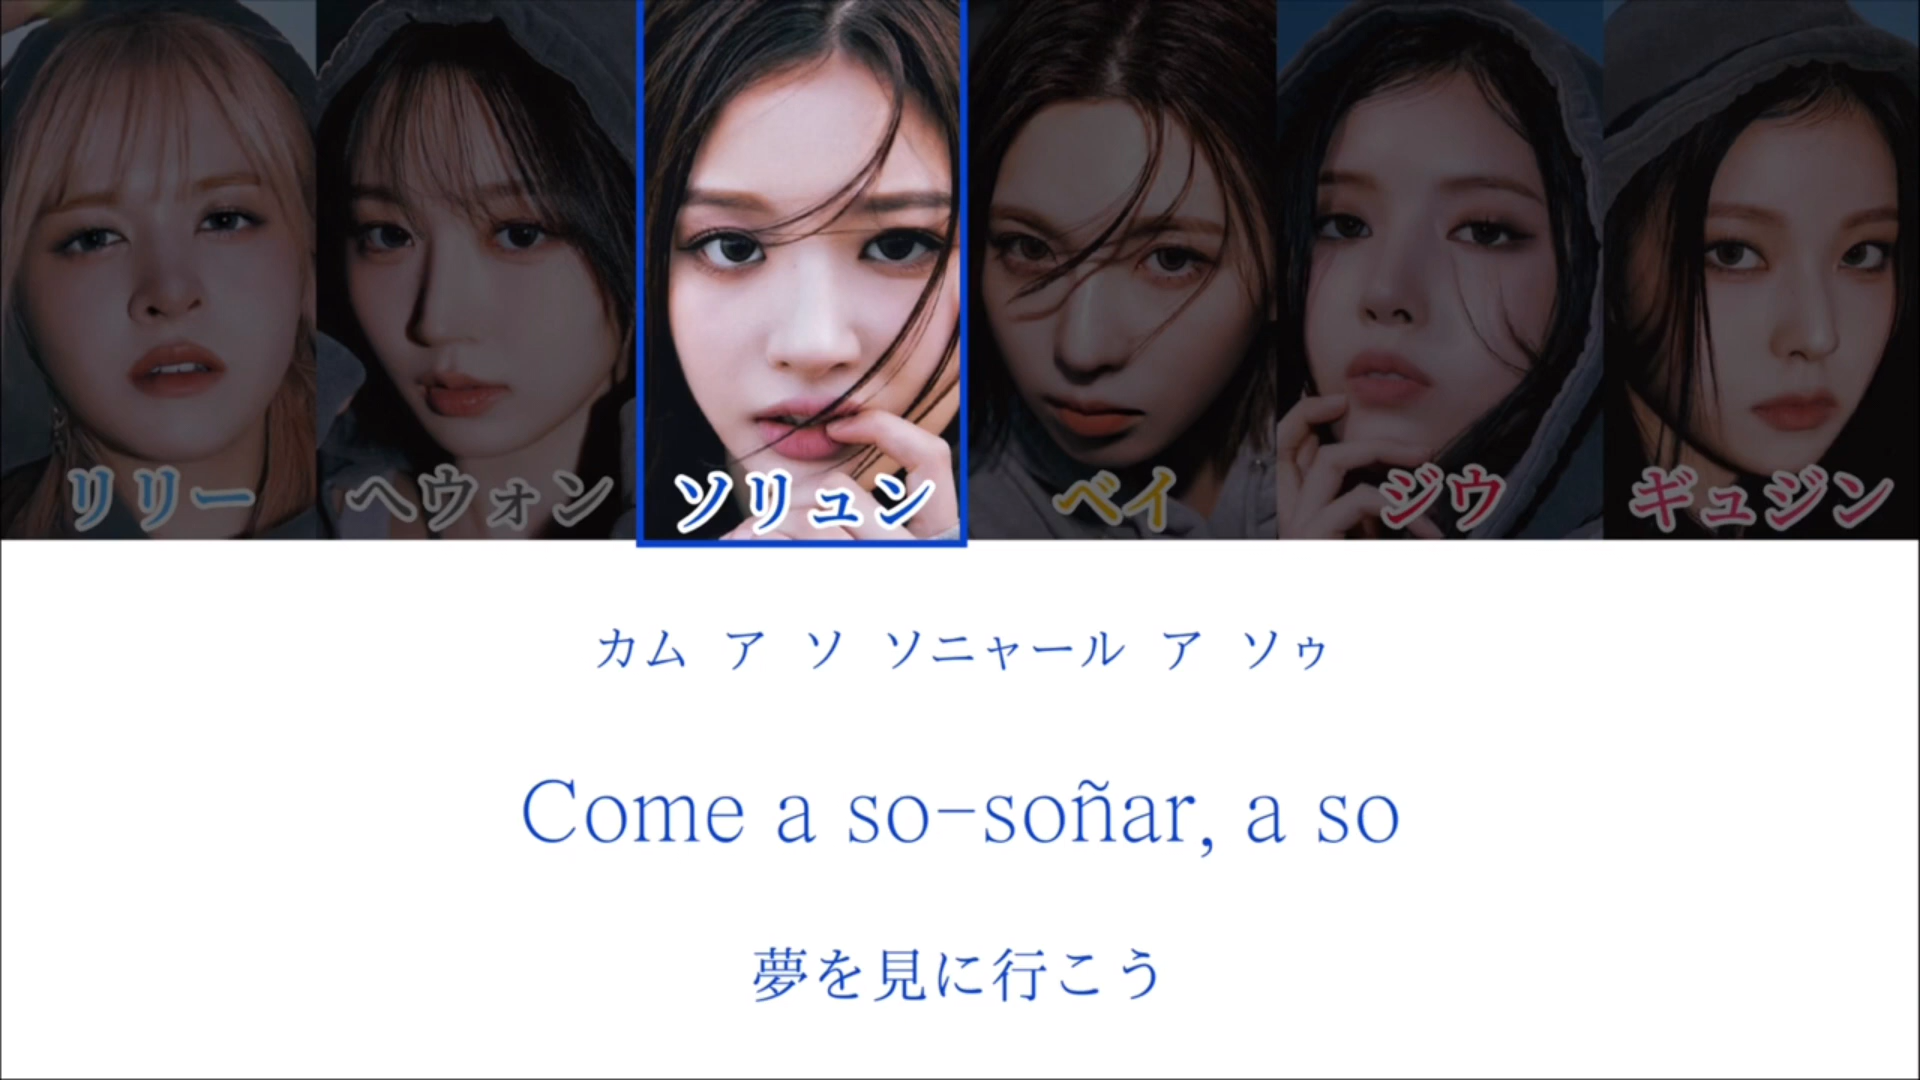 リリー
ヘウォン
ソリュン
ベイ
ジウ
ギュジン
カム ア ソ ソニャール ア ソゥ
Come a so-soñar, a so
夢を見に行こう